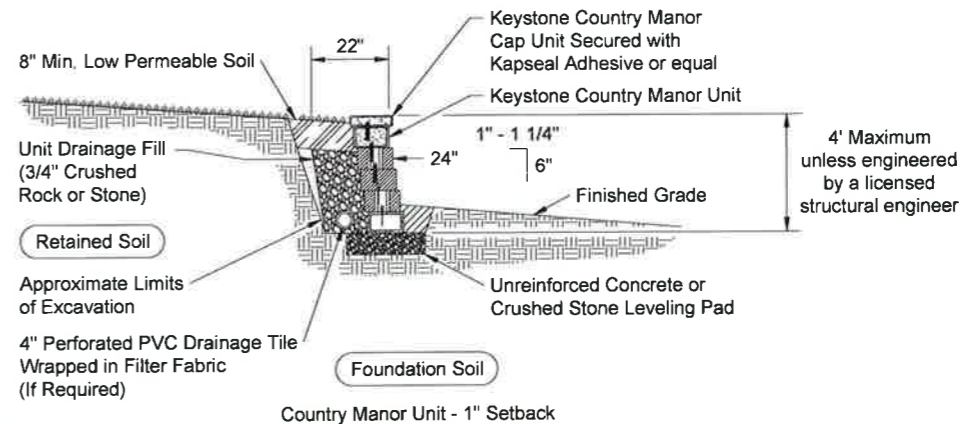 Keystone Country Manor
Cap Unit Secured with
Kapseal Adhesive or equal
22"
8" Min. Low Permeable Soil
Keystone Country Manor Unit
1" - 1 1/4"
6"
24"
4' Maximum
unless engineered
by a licensed
structural engineer
Unit Drainage Fill
(3/4" Crushed
Rock or Stone)
Finished Grade
Retained Soil
Approximate Limits
of Excavation
Unreinforced Concrete or
Crushed Stone Leveling Pad
4" Perforated PVC Drainage Tile
Wrapped in Filter Fabric
(If Required)
Foundation Soil
Country Manor Unit - 1" Setback